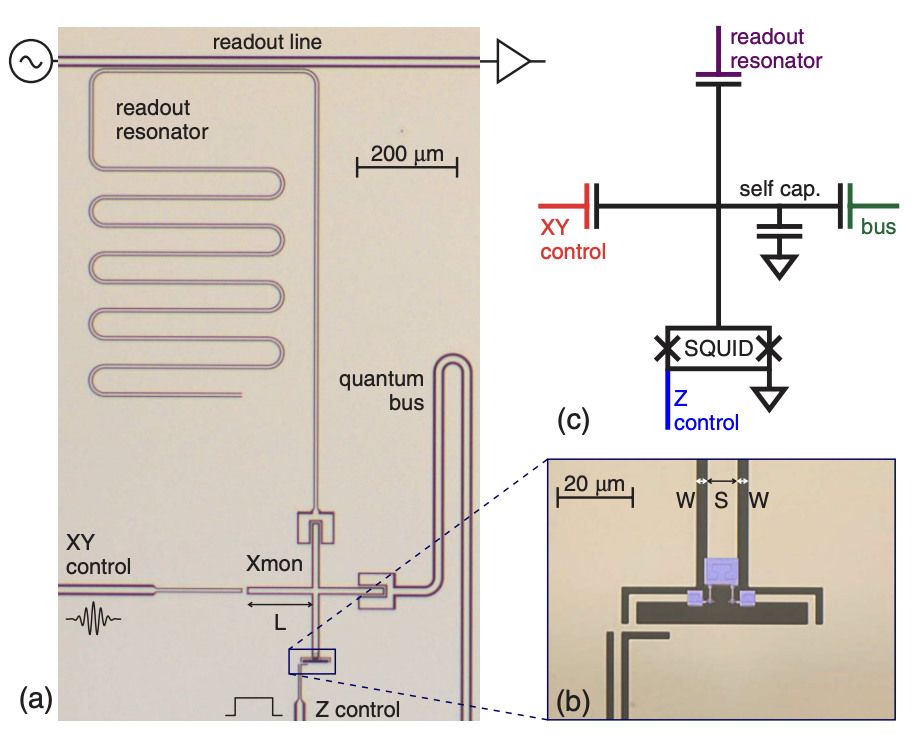 readout line
readout
resonator
200 μm
quantum
bus
XY
control
Xmon
L
Z control
(a)
readout
resonator
self cap.
XY
control
bus
SQUID
Z
control
(c)
20 μm
W S W
(b)